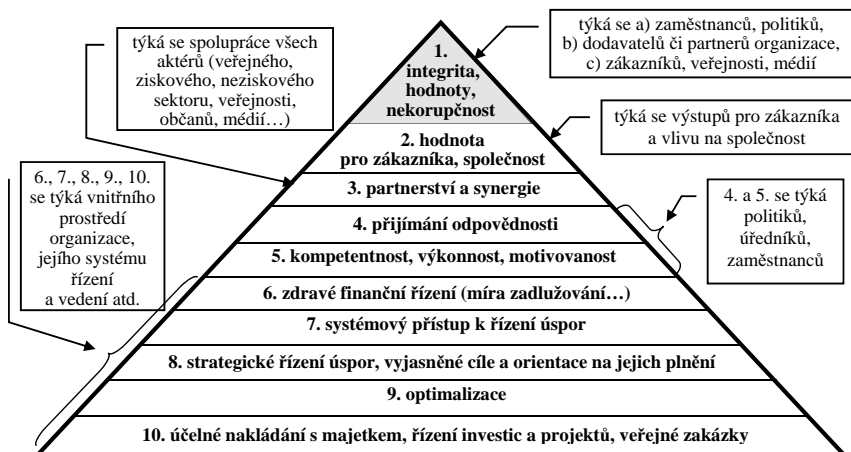 týká se spolupráce všech
aktérů (veřejného,
ziskového, neziskového
sektoru, veřejnosti,
občanů, médií…)
týká se a) zaměstnanců, politiků,
b) dodavatelů či partnerů organizace,
c) zákazníků, veřejnosti, médií
týká se výstupů pro zákazníka
a vlivu na společnost
6., 7., 8., 9., 10.
se týká vnitřního
prostředí
organizace,
jejího systému
řízení
a vedení atd.
4. a 5. se týká
politiků,
úředníků,
zaměstnanců
1.
integrita,
hodnoty,
nekorupčnost
2. hodnota
pro zákazníka, společnost
3. partnerství a synergie
4. přijímání odpovědnosti
5. kompetentnost, výkonnost, motivovanost
6. zdravé finanční řízení (míra zadlužování…)
7. systémový přístup k řízení úspor
8. strategické řízení úspor, vyjasněné cíle a orientace na jejich plnění
9. optimalizace
10. účelné nakládání s majetkem, řízení investic a projektů, veřejné zakázky